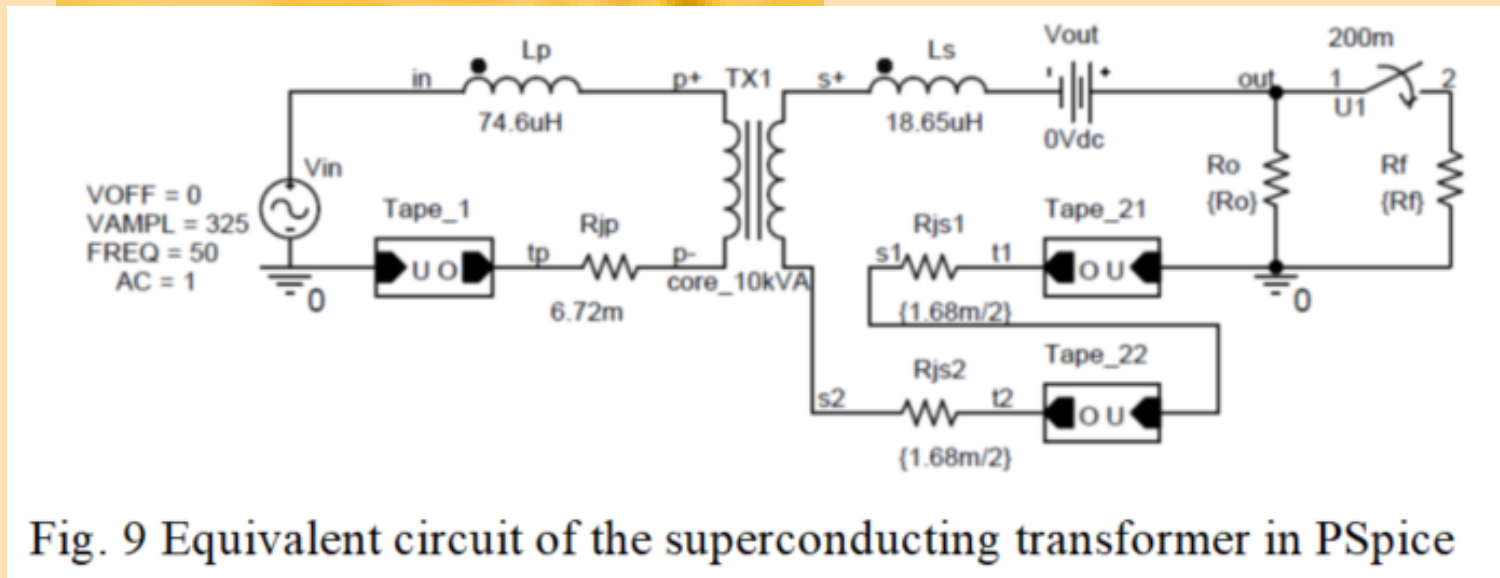 Lp
Ls
Vout
200m
in
p+
TX1
s+
out
1
2
U1
74.6uH
18.65uH
0Vdc
Vin
Ro
{Ro}
Rf
{Rf}
VOFF = 0
VAMPL = 325
FREQ = 50
AC = 1
Tape_1
Rjp
Rjs1
Tape_21
U O
tp
p-
s1
t1
O U
core_10kVA
0
6.72m
{1.68m/2}
0
Rjs2
Tape_22
s2
t2
O U
{1.68m/2}
Fig. 9 Equivalent circuit of the superconducting transformer in PSpice